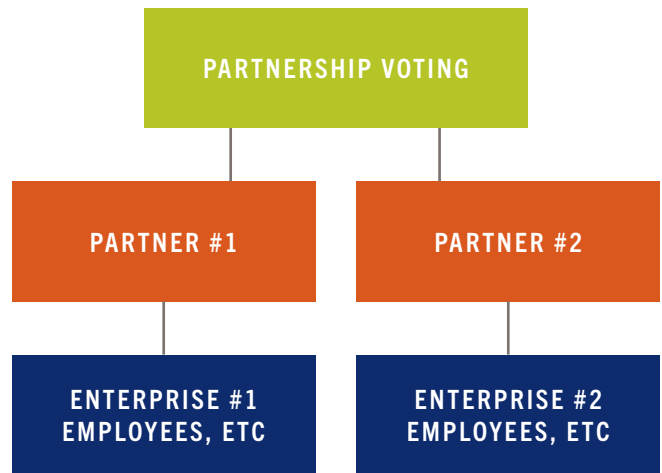 PARTNERSHIP VOTING
PARTNER #1
PARTNER #2
ENTERPRISE #1
EMPLOYEES, ETC
ENTERPRISE #2
EMPLOYEES, ETC